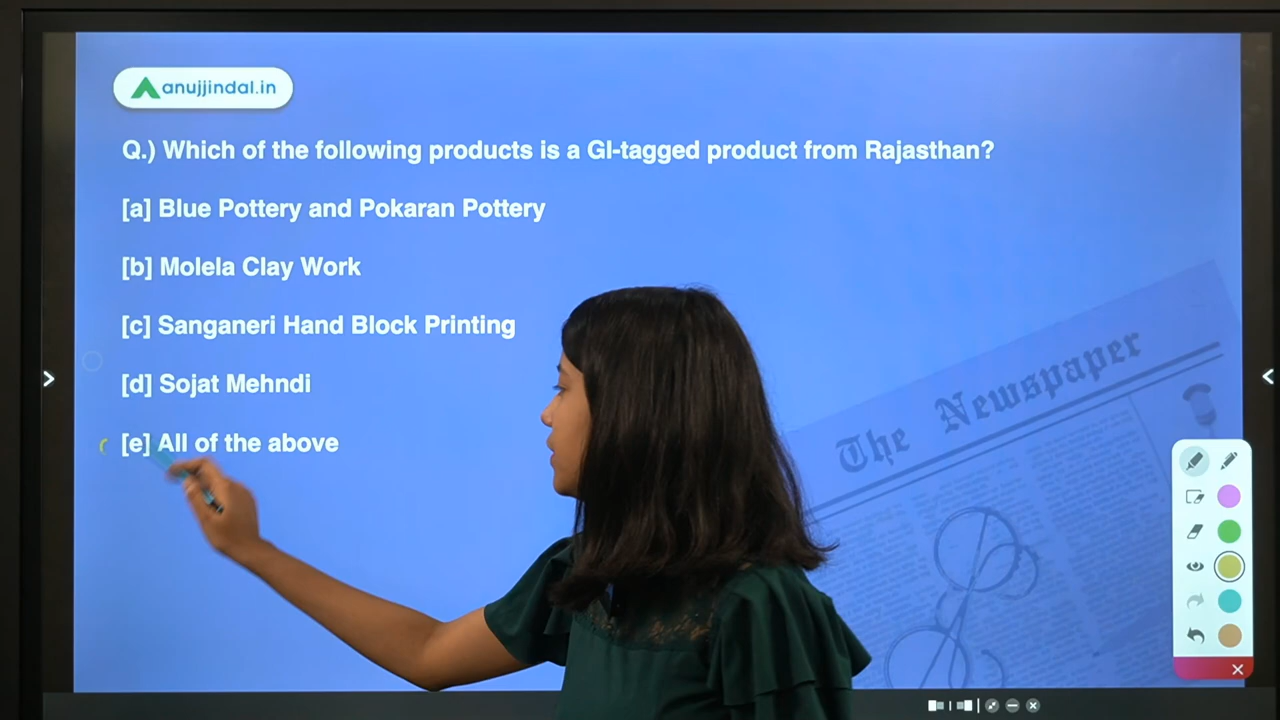 anujjindal.in
Q.) Which of the following products is a GI-tagged product from Rajasthan?
[a] Blue Pottery and Pokaran Pottery
[b] Molela Clay Work
[c] Sanganeri Hand Block Printing
[d] Sojat Mehndi
[e] All of the above
The Newspaper